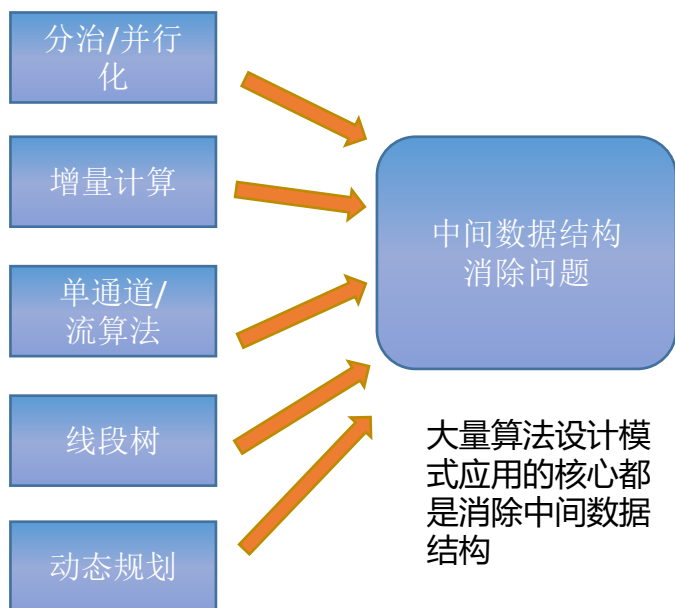 分治/并行
化
增量计算
单通道/
流算法
线段树
动态规划
中间数据结构
消除问题
大量算法设计模
式应用的核心都
是消除中间数据
结构